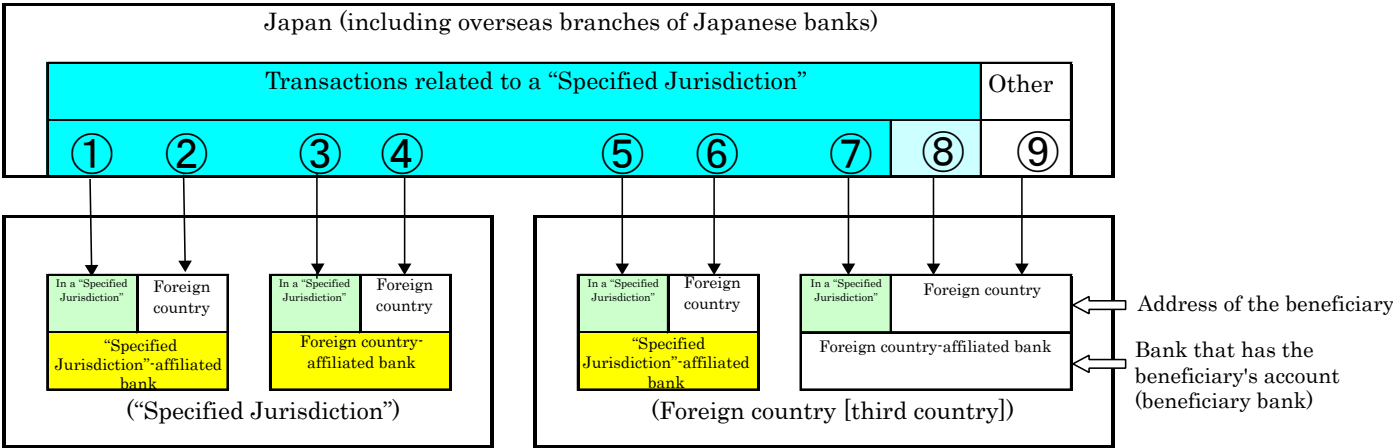 Japan (including overseas branches of Japanese banks)
Transactions related to a “Specified Jurisdiction”
Other
① ② ③ ④ ⑤ ⑥ ⑦ ⑧ ⑨
In a “Specified
Jurisdiction”
Foreign
country
“Specified
Jurisdiction”-affiliated
bank
In a “Specified
Jurisdiction”
Foreign
country
Foreign country-
affiliated bank
(“Specified Jurisdiction”)
In a “Specified
Jurisdiction”
Foreign
country
“Specified
Jurisdiction”-affiliated
bank
In a “Specified
Jurisdiction”
Foreign country
Foreign country-affiliated bank
(Foreign country [third country])
Address of the beneficiary
Bank that has the
beneficiary's account
(beneficiary bank)